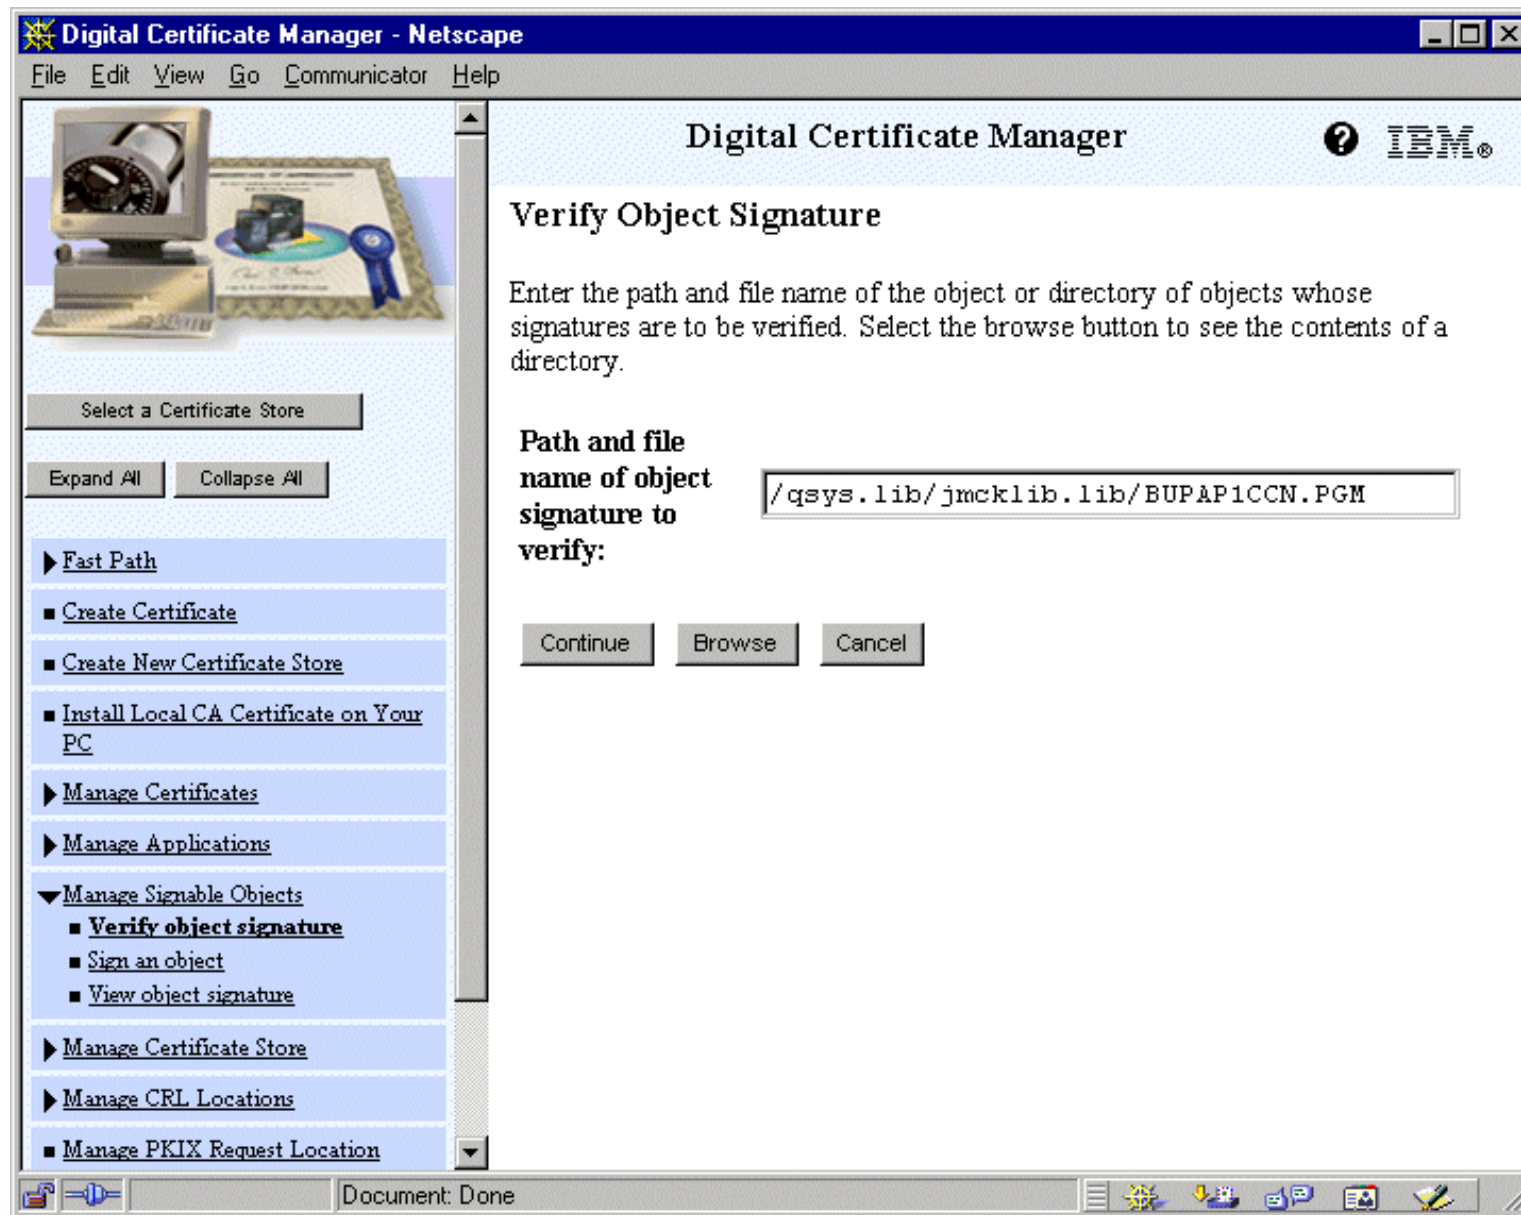 Digital Certificate Manager - Netscape
File Edit View Go Communicator Help
Select a Certificate Store
Expand All Collapse All
Fast Path
Create Certificate
Create New Certificate Store
Install Local CA Certificate on Your
PC
Manage Certificates
Manage Applications
Manage Signable Objects
Verify object signature
Sign an object
View object signature
Manage Certificate Store
Manage CRL Locations
Manage PKIX Request Location
Digital Certificate Manager
IBM®
Verify Object Signature
Enter the path and file name of the object or directory of objects whose
signatures are to be verified. Select the browse button to see the contents of a
directory.
Path and file
name of object
signature to
verify:
/qsys.lib/jmcklib.lib/BUPAP1CCN.PGM
Continue Browse Cancel
Document: Done